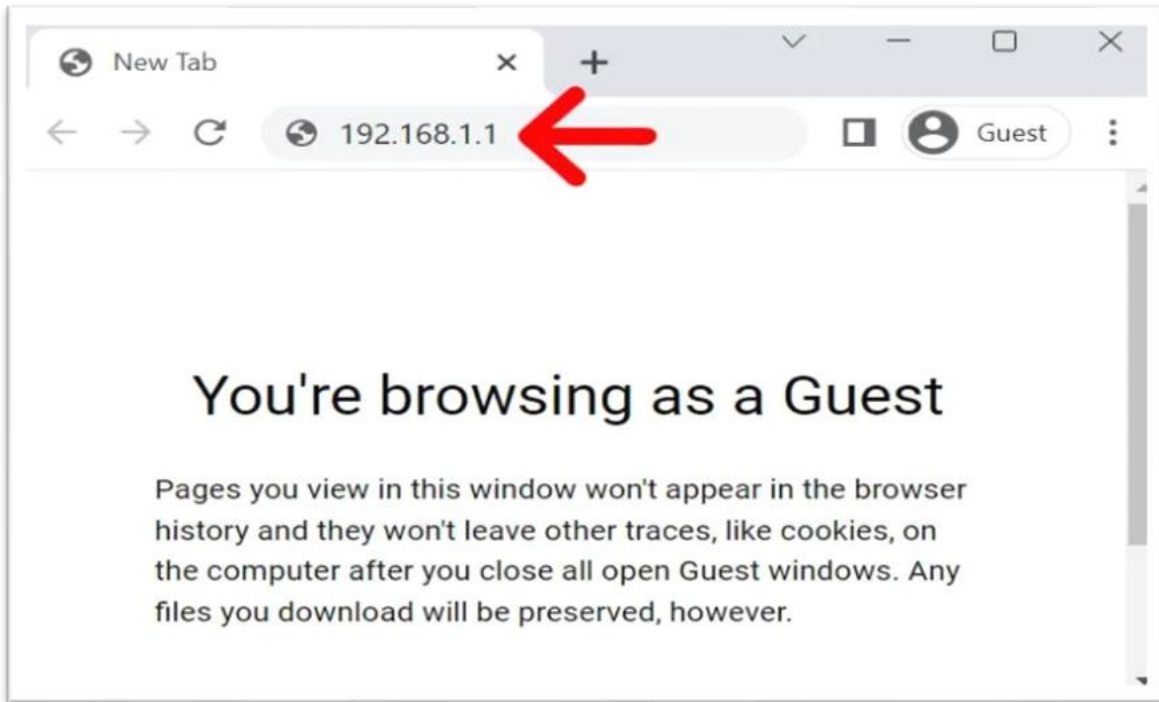 New Tab
192.168.1.1
Guest
You're browsing as a Guest
Pages you view in this window won't appear in the browser
history and they won't leave other traces, like cookies, on
the computer after you close all open Guest windows. Any
files you download will be preserved, however.